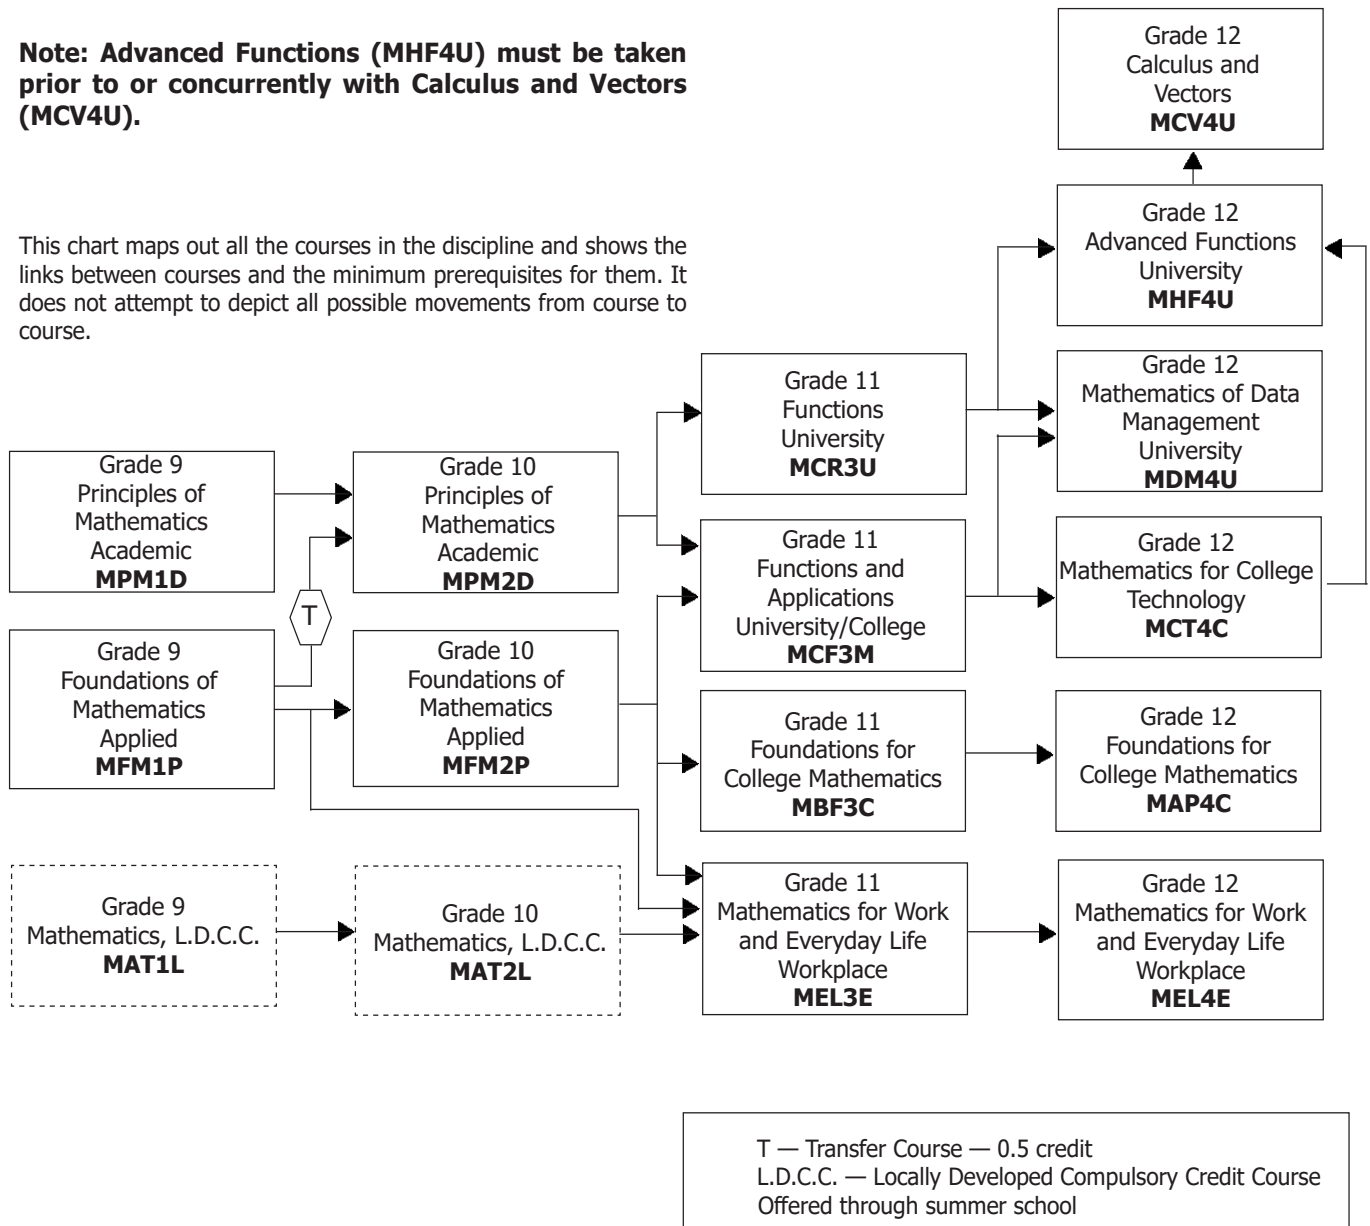 Note: Advanced Functions (MHF4U) must be taken
prior to or concurrently with Calculus and Vectors
(MCV4U).
This chart maps out all the courses in the discipline and shows the
links between courses and the minimum prerequisites for them. It
does not attempt to depict all possible movements from course to
course.
Grade 9
Principles of
Mathematics
Academic
MPM1D
Grade 9
Foundations of
Mathematics
Applied
MFM1P
Grade 9
Mathematics, L.D.C.C.
MAT1L
T
Grade 10
Principles of
Mathematics
Academic
MPM2D
Grade 10
Foundations of
Mathematics
Applied
MFM2P
Grade 10
Mathematics, L.D.C.C.
MAT2L
Grade 11
Functions
University
MCR3U
Grade 11
Functions and
Applications
University/College
MCF3M
Grade 11
Foundations for
College Mathematics
MBF3C
Grade 11
Mathematics for Work
and Everyday Life
Workplace
MEL3E
Grade 12
Calculus and
Vectors
MCV4U
Grade 12
Advanced Functions
University
MHF4U
Grade 12
Mathematics of Data
Management
University
MDM4U
Grade 12
Mathematics for College
Technology
MCT4C
Grade 12
Foundations for
College Mathematics
MAP4C
Grade 12
Mathematics for Work
and Everyday Life
Workplace
MEL4E
T — Transfer Course — 0.5 credit
L.D.C.C. — Locally Developed Compulsory Credit Course
Offered through summer school